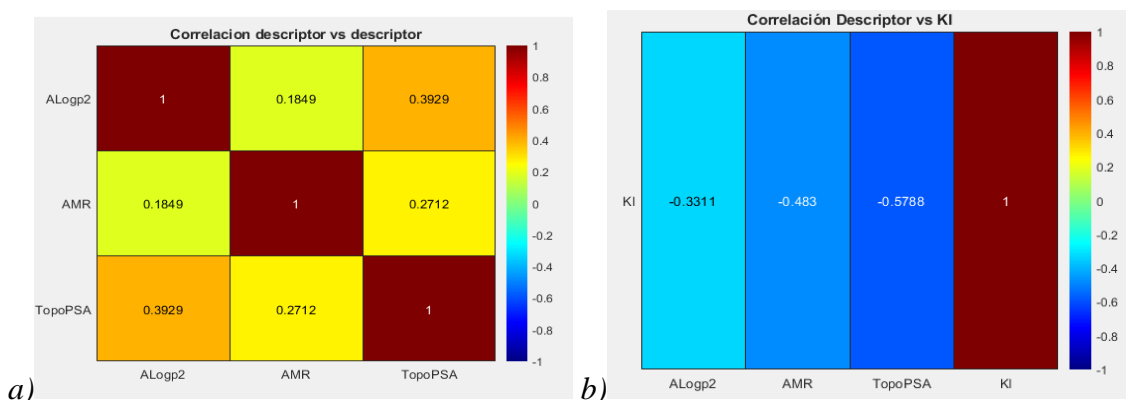 Correlacion descriptor vs descriptor
ALogp2 1 0.1849 0.3929
AMR 0.1849 1 0.2712
TopoPSA 0.3929 0.2712 1
ALogp2 AMR TopoPSA
1
0.8
0.6
0.4
0.2
0
-0.2
-0.4
-0.6
-0.8
-1
a)
Correlación Descriptor vs KI
KI -0.3311 -0.483 -0.5788 1
ALogp2 AMR TopoPSA KI
1
0.8
0.6
0.4
0.2
0
-0.2
-0.4
-0.6
-0.8
-1
b)